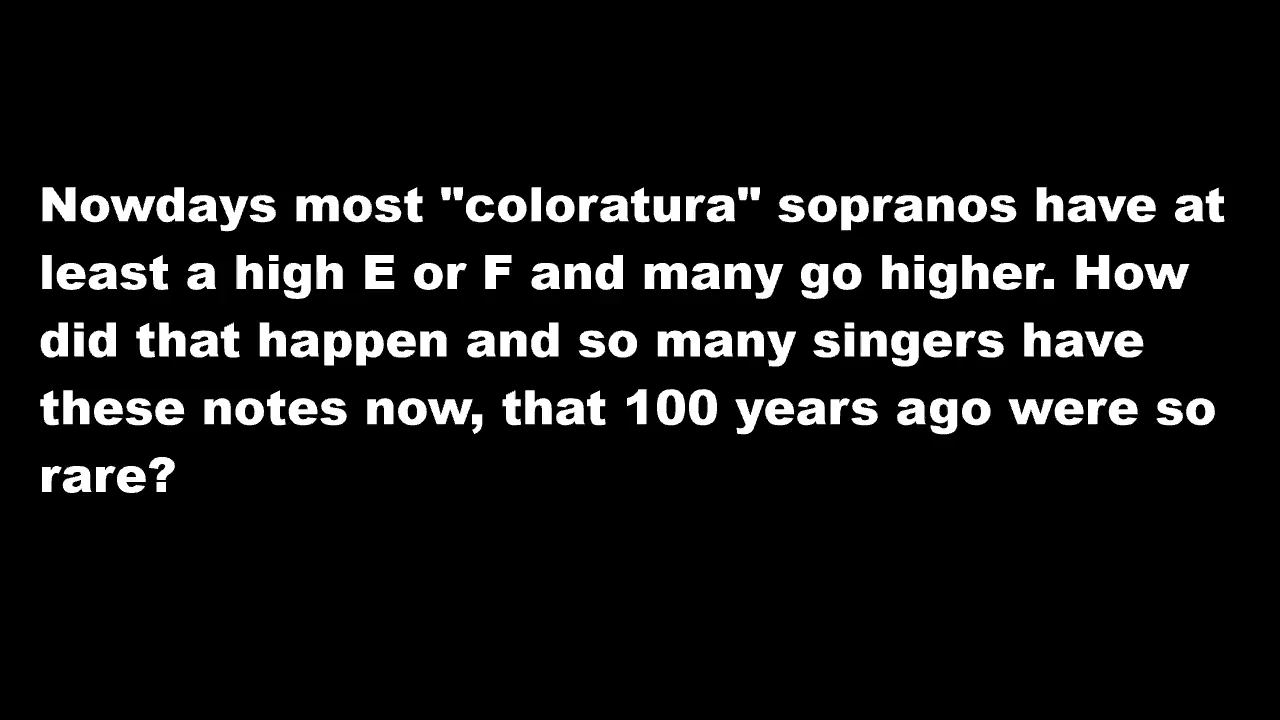 Nowdays most "coloratura" sopranos have at
least a high E or F and many go higher. How
did that happen and so many singers have
these notes now, that 100 years ago were so
rare?